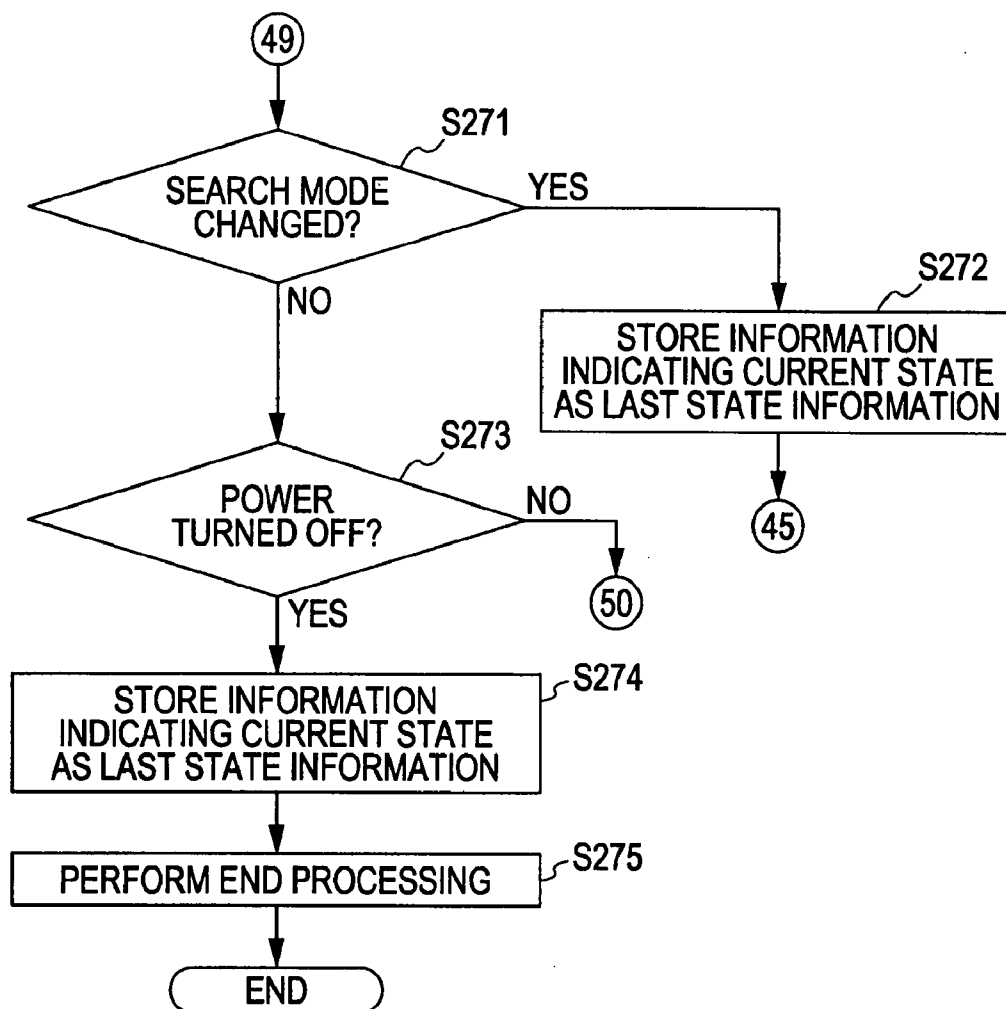 49
S271
SEARCH MODE
CHANGED?
YES
NO
S272
STORE INFORMATION
INDICATING CURRENT STATE
AS LAST STATE INFORMATION
45
S273
POWER
TURNED OFF?
NO
50
YES
S274
STORE INFORMATION
INDICATING CURRENT STATE
AS LAST STATE INFORMATION
S275
PERFORM END PROCESSING
END